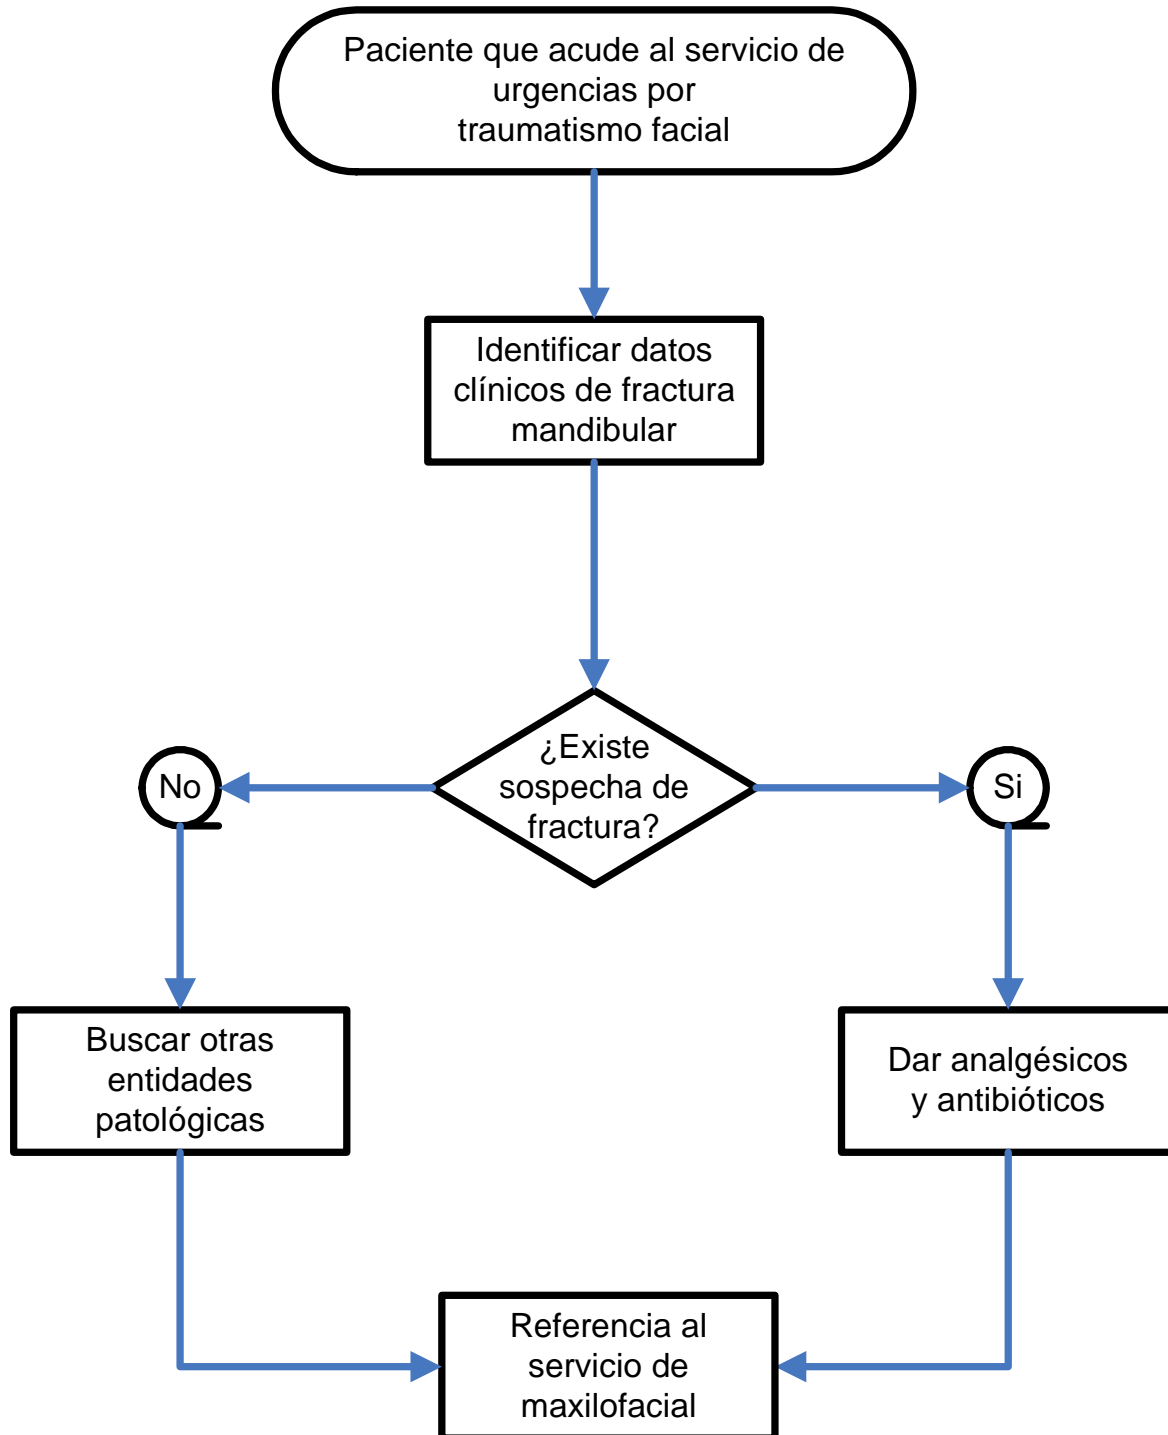 Paciente que acude al servicio de
urgencias por
traumatismo facial
Identificar datos
clínicos de fractura
mandibular
¿Existe
sospecha de
fractura?
No
Si
Buscar otras
entidades
patológicas
Dar analgésicos
y antibióticos
Referencia al
servicio de
maxilofacial